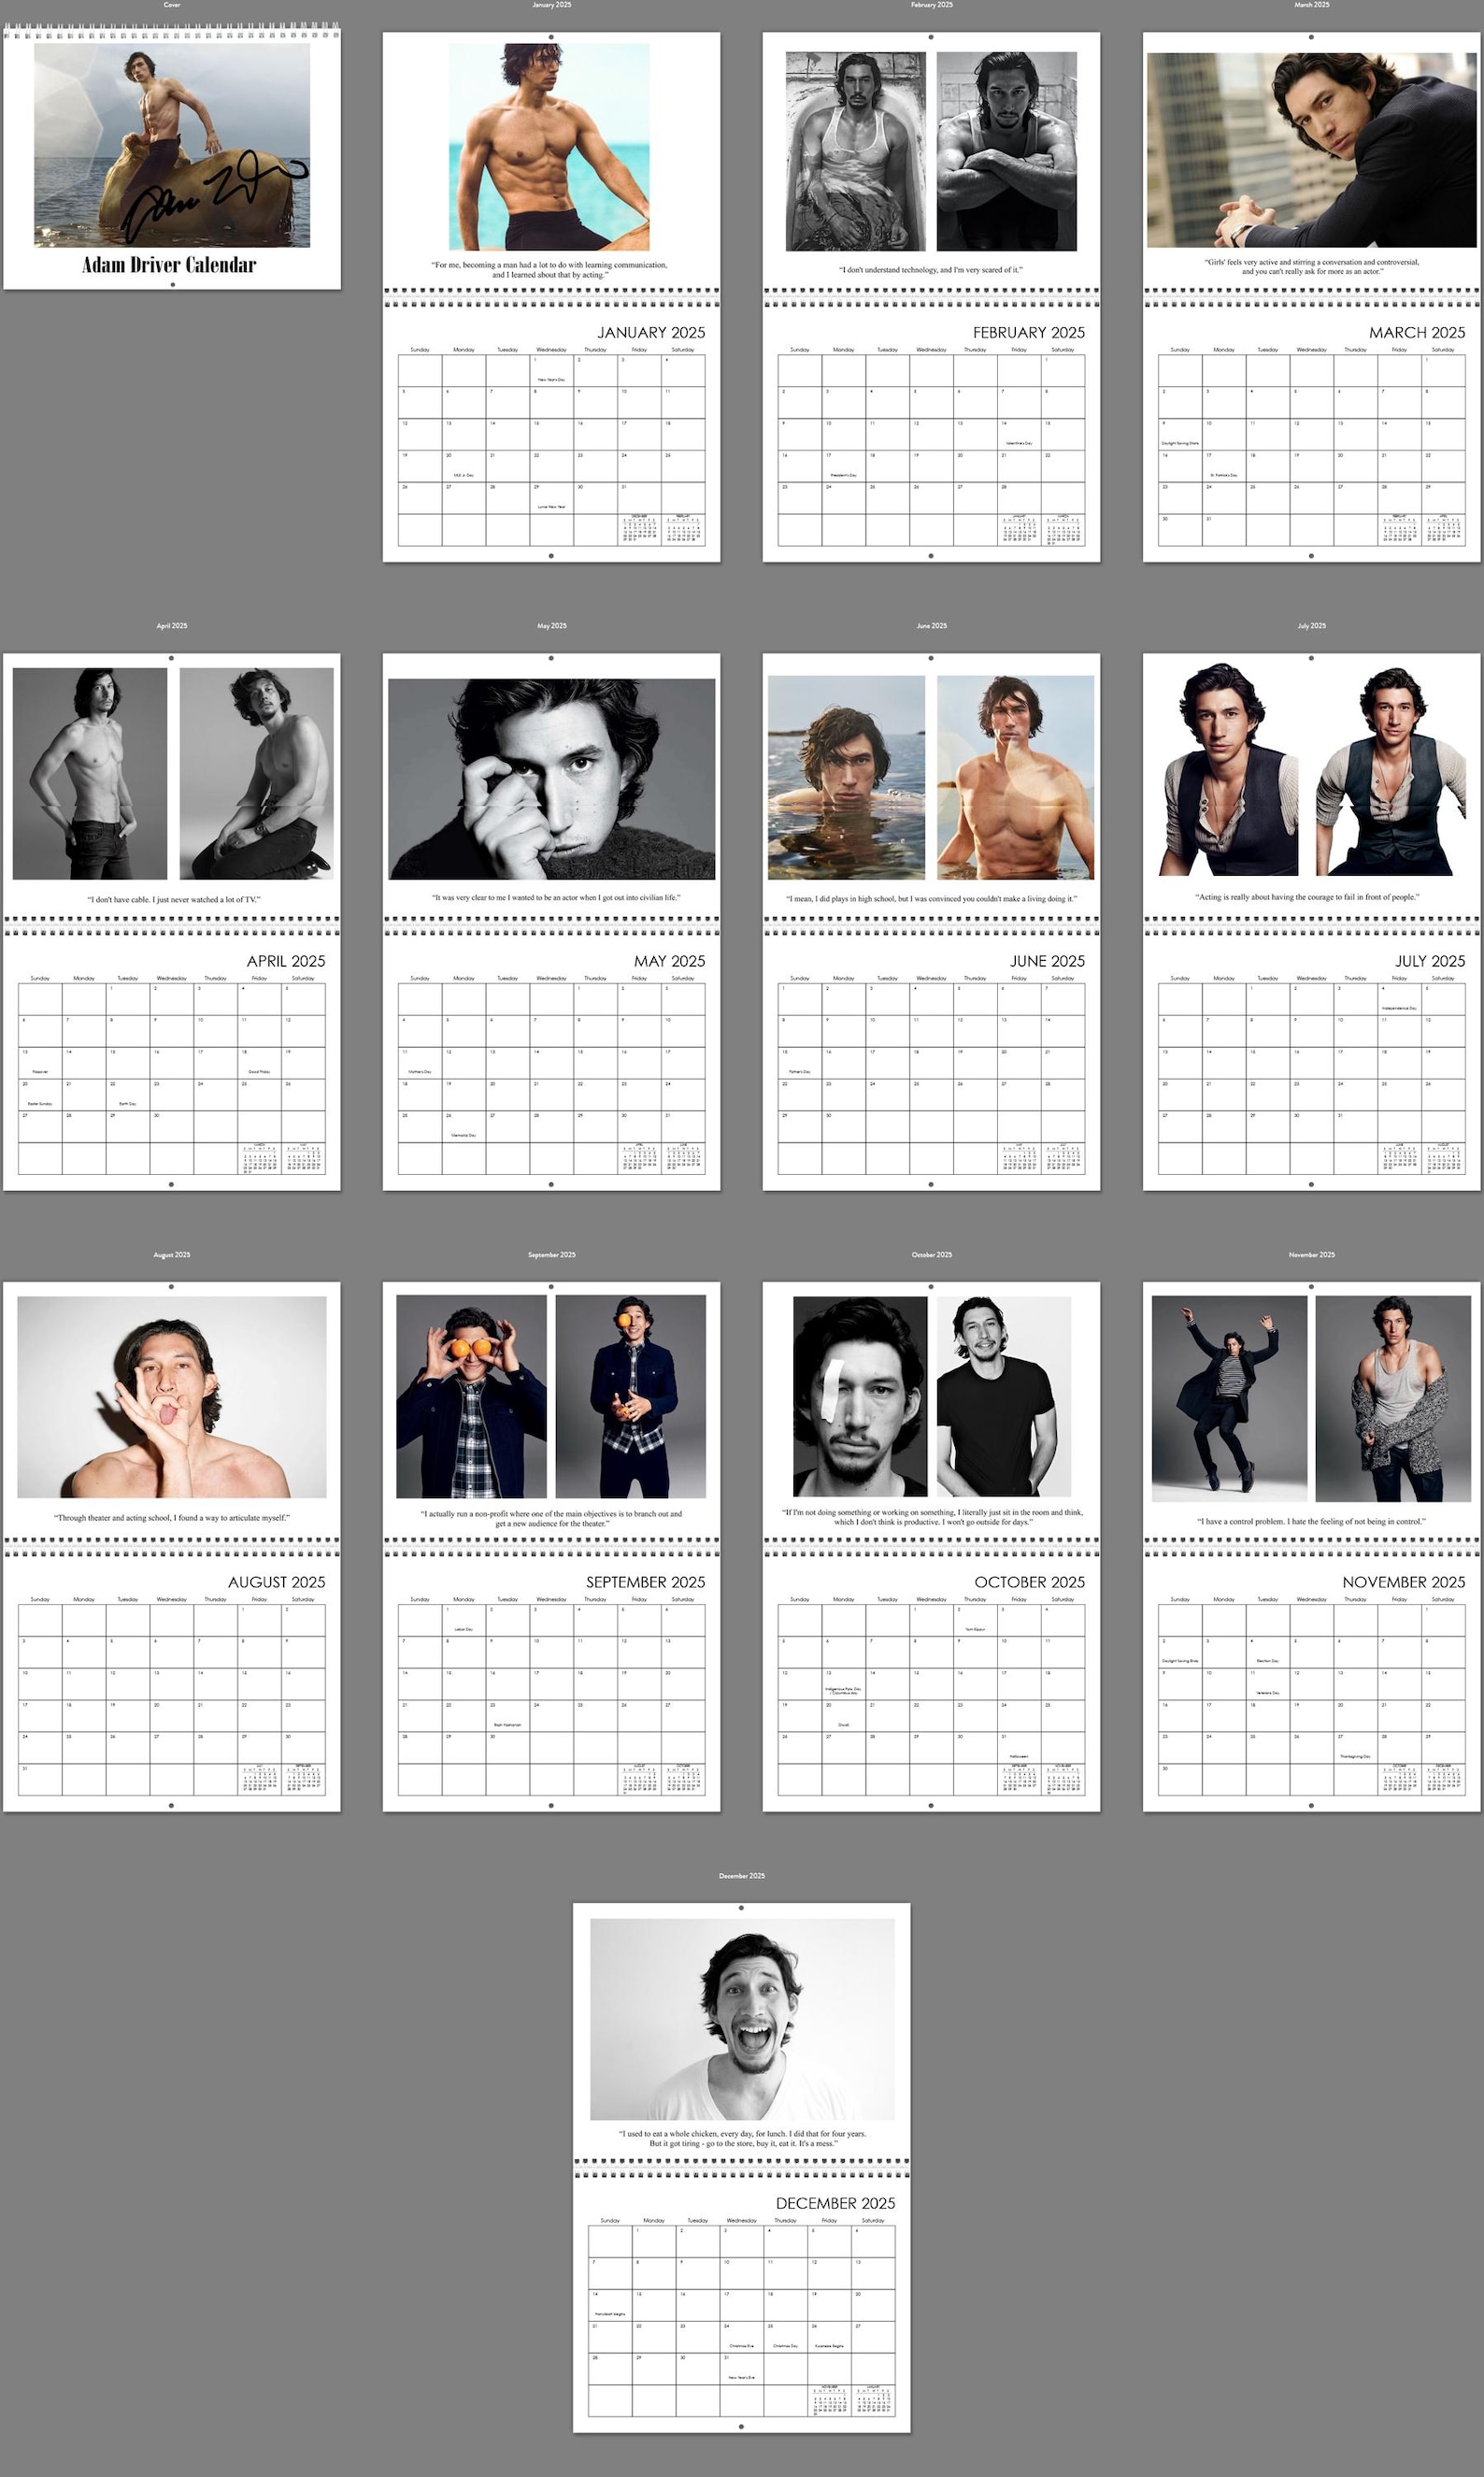 Cover
Adam Driver Calendar
January 2025
“For me, becoming a man had a lot to do with learning communication,
and I learned about that by acting.”
JANUARY 2025
Sunday Monday Tuesday Wednesday Thursday Friday Saturday
1 2 3 4
New Year's Day
5 6 7 8 9 10 11
12 13 14 15 16 17 18
19 20 21 22 23 24 25
MLK Jr. Day
26 27 28 29 30 31
Lunar New Year
DECEMBER FEBRUARY
February 2025
“I don't understand technology, and I'm very scared of it.”
FEBRUARY 2025
Sunday Monday Tuesday Wednesday Thursday Friday Saturday
1
2 3 4 5 6 7 8
9 10 11 12 13 14 15
Valentine's Day
16 17 18 19 20 21 22
President's Day
23 24 25 26 27 28
JANUARY MARCH
March 2025
“Girls' feels very active and stirring a conversation and controversial,
and you can't really ask for more as an actor.”
MARCH 2025
Sunday Monday Tuesday Wednesday Thursday Friday Saturday
1
2 3 4 5 6 7 8
9 10 11 12 13 14 15
Daylight Saving Starts
16 17 18 19 20 21 22
St. Patrick's Day
23 24 25 26 27 28 29
30 31
FEBRUARY APRIL
April 2025
“I don't have cable. I just never watched a lot of TV.”
APRIL 2025
Sunday Monday Tuesday Wednesday Thursday Friday Saturday
1 2 3 4 5
6 7 8 9 10 11 12
13 14 15 16 17 18 19
Passover Good Friday
20 21 22 23 24 25 26
Easter Sunday Earth Day
27 28 29 30
MARCH MAY
May 2025
“It was very clear to me I wanted to be an actor when I got out into civilian life.”
MAY 2025
Sunday Monday Tuesday Wednesday Thursday Friday Saturday
1 2 3
4 5 6 7 8 9 10
11 12 13 14 15 16 17
Mother's Day
18 19 20 21 22 23 24
25 26 27 28 29 30 31
Memorial Day
APRIL JUNE
June 2025
“I mean, I did plays in high school, but I was convinced you couldn't make a living doing it.”
JUNE 2025
Sunday Monday Tuesday Wednesday Thursday Friday Saturday
1 2 3 4 5 6 7
8 9 10 11 12 13 14
15 16 17 18 19 20 21
Father's Day
22 23 24 25 26 27 28
29 30
MAY JULY
July 2025
“Acting is really about having the courage to fail in front of people.”
JULY 2025
Sunday Monday Tuesday Wednesday Thursday Friday Saturday
1 2 3 4 5
Independence Day
6 7 8 9 10 11 12
13 14 15 16 17 18 19
20 21 22 23 24 25 26
27 28 29 30 31
JUNE AUGUST
August 2025
“Through theater and acting school, I found a way to articulate myself.”
AUGUST 2025
Sunday Monday Tuesday Wednesday Thursday Friday Saturday
1 2
3 4 5 6 7 8 9
10 11 12 13 14 15 16
17 18 19 20 21 22 23
24 25 26 27 28 29 30
31
JULY SEPTEMBER
September 2025
“I actually run a non-profit where one of the main objectives is to branch out and
get a new audience for the theater.”
SEPTEMBER 2025
Sunday Monday Tuesday Wednesday Thursday Friday Saturday
1 2 3 4 5 6
Labor Day
7 8 9 10 11 12 13
14 15 16 17 18 19 20
21 22 23 24 25 26 27
Rosh Hashanah
28 29 30
AUGUST OCTOBER
October 2025
“If I'm not doing something or working on something, I literally just sit in the room and think,
which I don't think is productive. I won't go outside for days.”
OCTOBER 2025
Sunday Monday Tuesday Wednesday Thursday Friday Saturday
1 2 3 4
Yom Kippur
5 6 7 8 9 10 11
12 13 14 15 16 17 18
Indigenous Ppls. Day
/ Columbus day
19 20 21 22 23 24 25
Diwali
26 27 28 29 30 31
Halloween
November 2025
“I have a control problem. I hate the feeling of not being in control.”
NOVEMBER 2025
Sunday Monday Tuesday Wednesday Thursday Friday Saturday
1
2 3 4 5 6 7 8
Daylight Saving Ends Election Day
9 10 11 12 13 14 15
Veterans Day
16 17 18 19 20 21 22
23 24 25 26 27 28 29
Thanksgiving Day
30
December 2025
“I used to eat a whole chicken, every day, for lunch. I did that for four years.
But it got tiring - go to the store, buy it, eat it. It's a mess.”
DECEMBER 2025
Sunday Monday Tuesday Wednesday Thursday Friday Saturday
1 2 3 4 5 6
7 8 9 10 11 12 13
14 15 16 17 18 19 20
Hanukkah Begins
21 22 23 24 25 26 27
Christmas Eve Christmas Day Kwanzaa Begins
28 29 30 31
New Year's Eve
NOVEMBER JANUARY